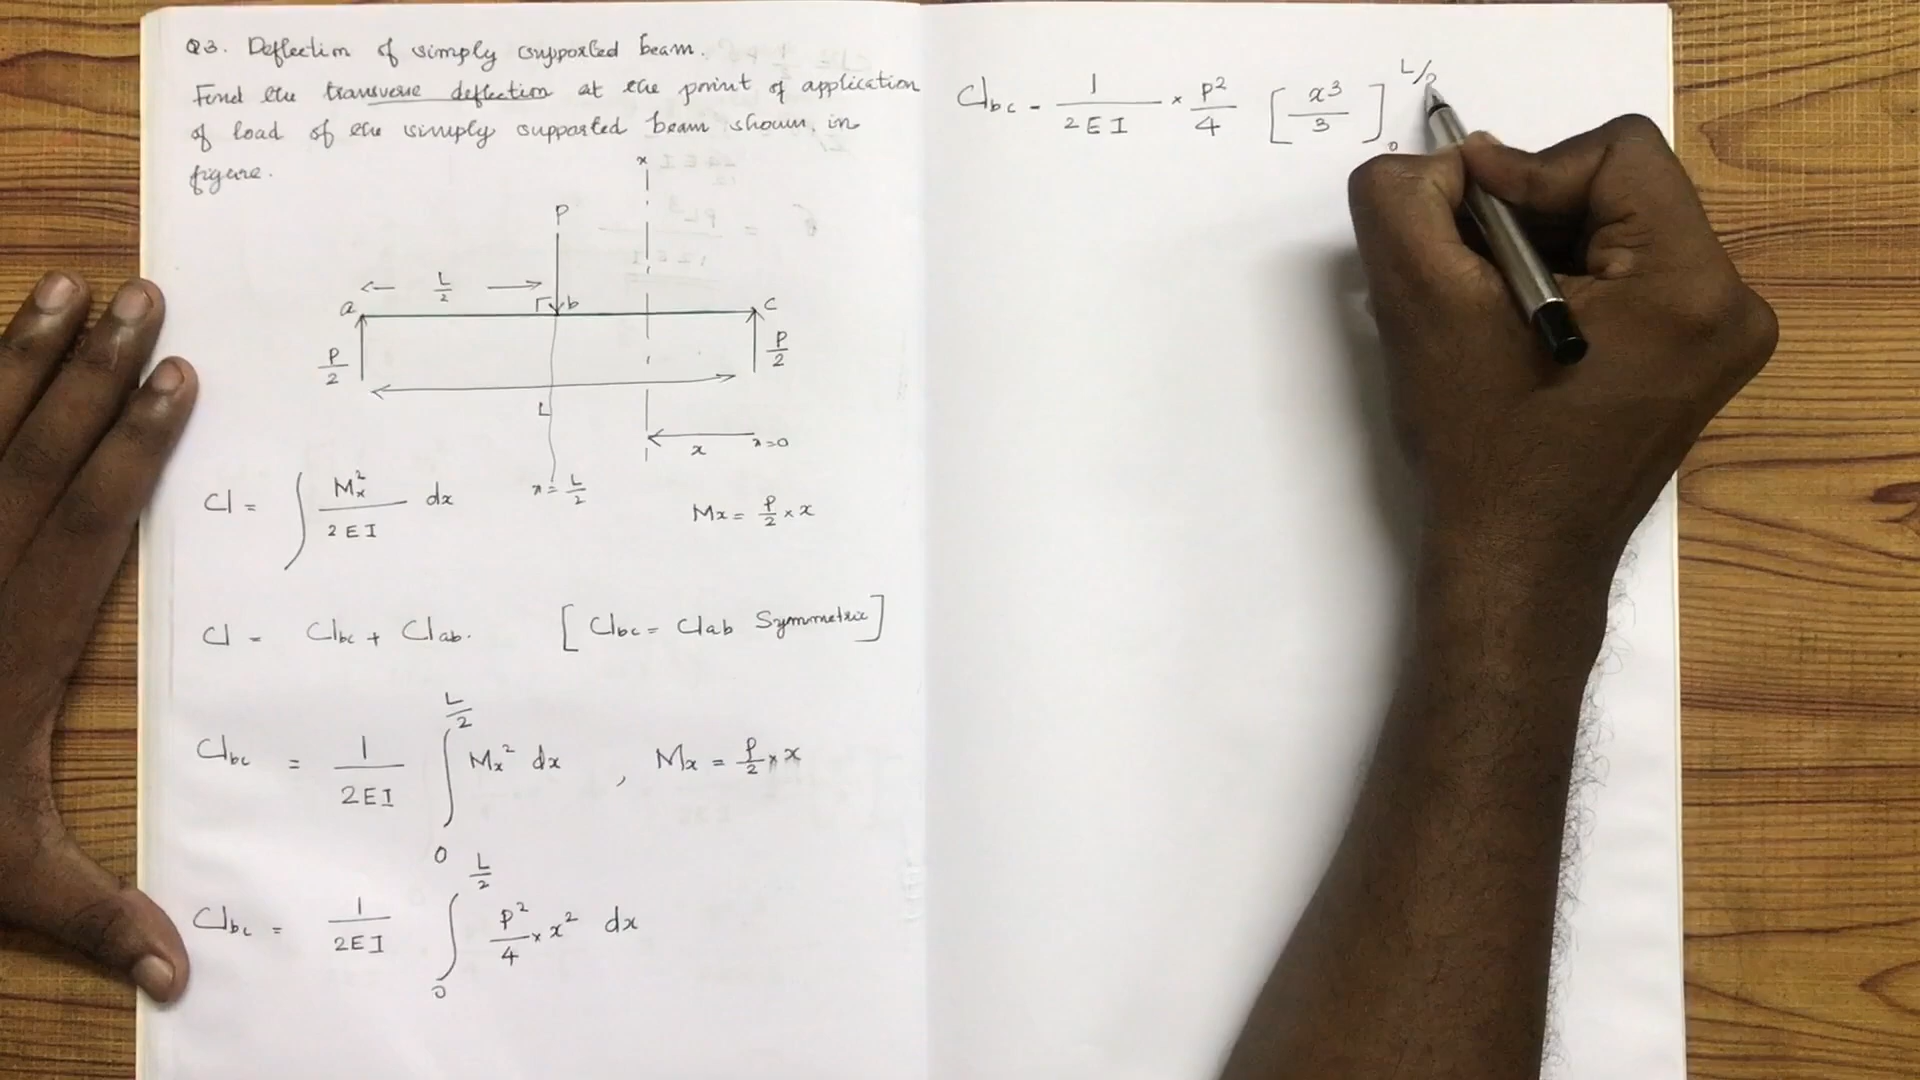 Q3. Deflection of simply supported beam.
Find the transverse deflection at the point of application
of load of the simply supported beam shown in
figure.
x
P
L/2
a
b
c
P/2
P/2
L
x
x=0
x = L/2
U = ∫ Mx²/2EI dx
Mx = P/2 × x
U = Ubc + Uab. [Ubc = Uab Symmetric]
Ubc = 1/2EI ∫₀^(L/2) Mx² dx , Mx = P/2 × x
Ubc = 1/2EI ∫₀^(L/2) P²/4 × x² dx
Ubc = 1/2EI × P²/4 [x³/3]₀^(L/2)